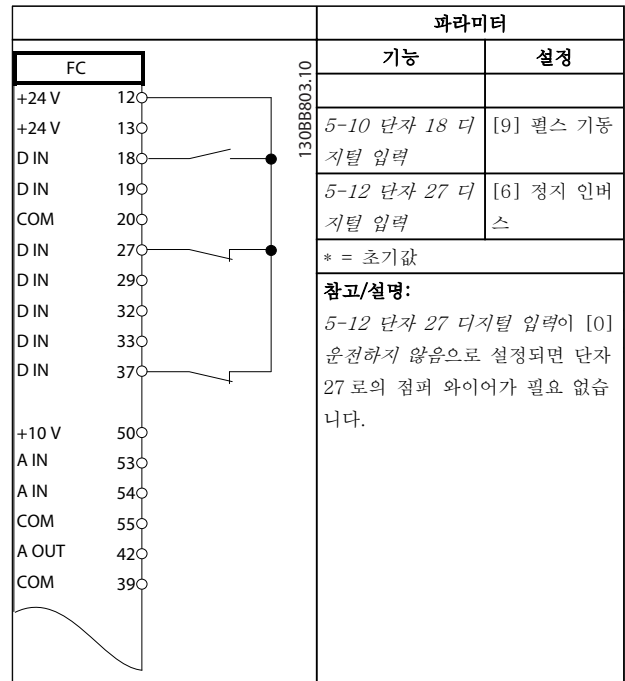 파라미터
기능 설정
FC
130BB803.10
+24 V 12
+24 V 13
D IN 18
D IN 19
COM 20
D IN 27
D IN 29
D IN 32
D IN 33
D IN 37
+10 V 50
A IN 53
A IN 54
COM 55
A OUT 42
COM 39
5-10 단자 18 디
지털 입력
[9] 펄스 기동
5-12 단자 27 디
지털 입력
[6] 정지 인버
스
* = 초기값
참고/설명:
5-12 단자 27 디지털 입력이 [0]
운전하지 않음으로 설정되면 단자
27 로의 점퍼 와이어가 필요 없습
니다.